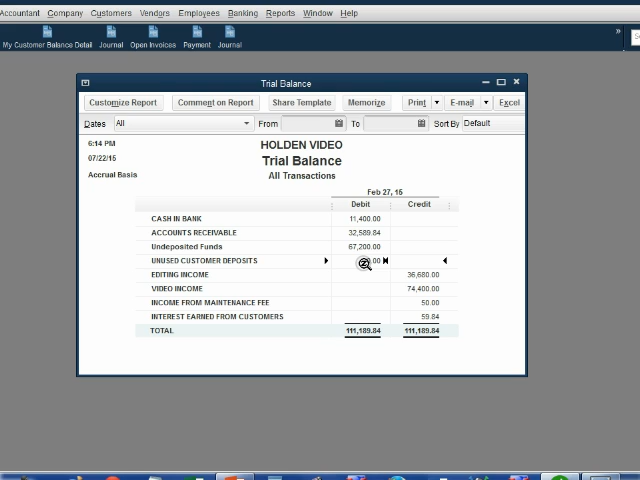 Accountant Company Customers Vendors Employees Banking Reports Window Help
My Customer Balance Detail Journal Open Invoices Payment Journal
Trial Balance
Customize Report Comment on Report Share Template Memorize Print E-mail Excel
Dates All From To Sort By Default
6:14 PM
07/22/15
Accrual Basis
HOLDEN VIDEO
Trial Balance
All Transactions
Feb 27, 15
Debit Credit
CASH IN BANK 11,400.00
ACCOUNTS RECEIVABLE 32,589.84
Undeposited Funds 67,200.00
UNUSED CUSTOMER DEPOSITS
EDITING INCOME 36,680.00
VIDEO INCOME 74,400.00
INCOME FROM MAINTENANCE FEE 50.00
INTEREST EARNED FROM CUSTOMERS 59.84
TOTAL 111,189.84 111,189.84